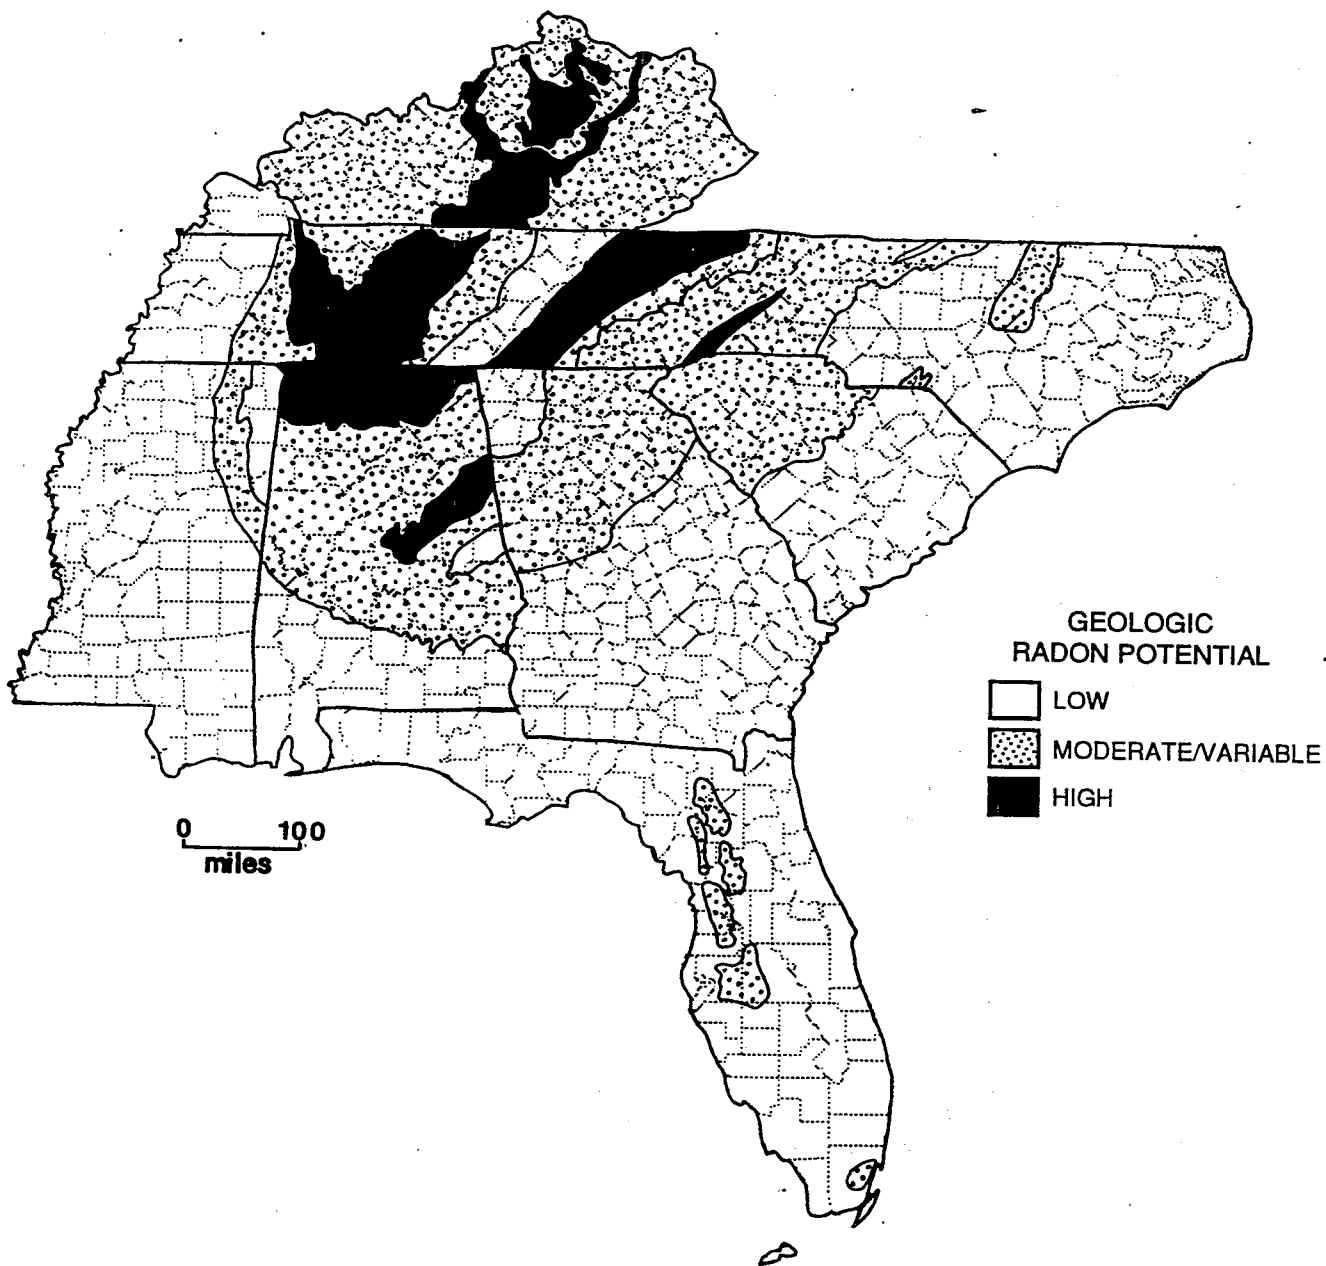 GEOLOGIC
RADON POTENTIAL
LOW
MODERATE/VARIABLE
HIGH
0 100
miles